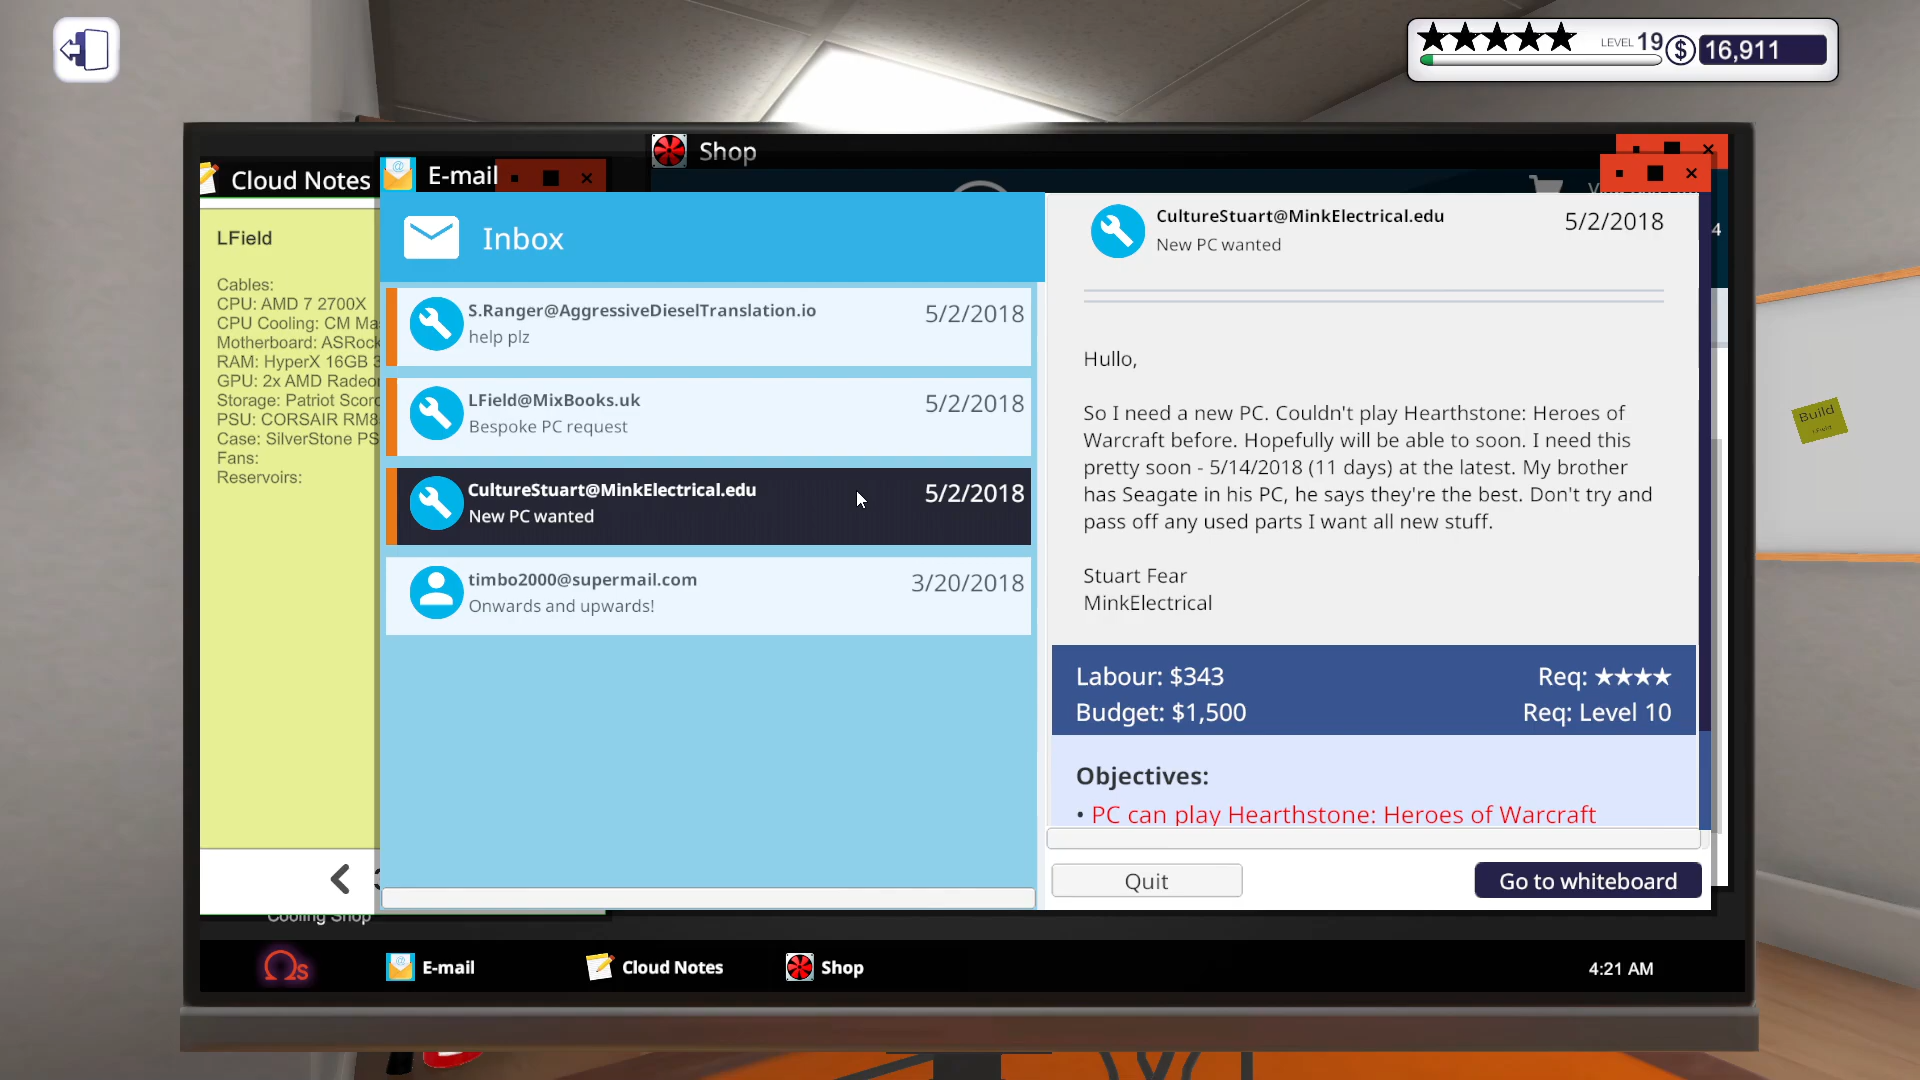 LEVEL 19
$ 16,911
Shop
Cloud Notes
E-mail
LField
Cables:
CPU: AMD 7 2700X
CPU Cooling: CM Ma
Motherboard: ASRock
RAM: HyperX 16GB 3
GPU: 2x AMD Radeo
Storage: Patriot Scorc
PSU: CORSAIR RM8
Case: SilverStone PS
Fans:
Reservoirs:
Inbox
S.Ranger@AggressiveDieselTranslation.io
5/2/2018
help plz
LField@MixBooks.uk
5/2/2018
Bespoke PC request
CultureStuart@MinkElectrical.edu
5/2/2018
New PC wanted
timbo2000@supermail.com
3/20/2018
Onwards and upwards!
CultureStuart@MinkElectrical.edu
5/2/2018
New PC wanted
4
Hullo,
So I need a new PC. Couldn't play Hearthstone: Heroes of
Warcraft before. Hopefully will be able to soon. I need this
pretty soon - 5/14/2018 (11 days) at the latest. My brother
has Seagate in his PC, he says they're the best. Don't try and
pass off any used parts I want all new stuff.
Stuart Fear
MinkElectrical
Labour: $343
Req: ★★★★
Budget: $1,500
Req: Level 10
Objectives:
• PC can play Hearthstone: Heroes of Warcraft
Quit
Go to whiteboard
Build
LField
Cooling Shop
Ωs
E-mail
Cloud Notes
Shop
4:21 AM